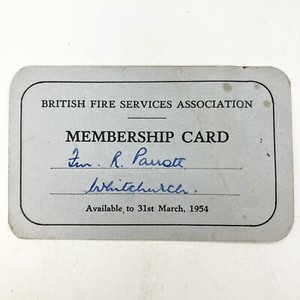 BRITISH FIRE SERVICES ASSOCIATION
MEMBERSHIP CARD
Fm. R. Parrott
Whitchurch.
Available to 31st March, 1954